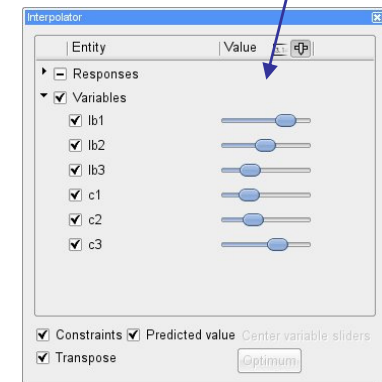 Interpolator
Entity Value
Responses
Variables
lb1
lb2
lb3
c1
c2
c3
Constraints Predicted value Center variable sliders
Transpose Optimum